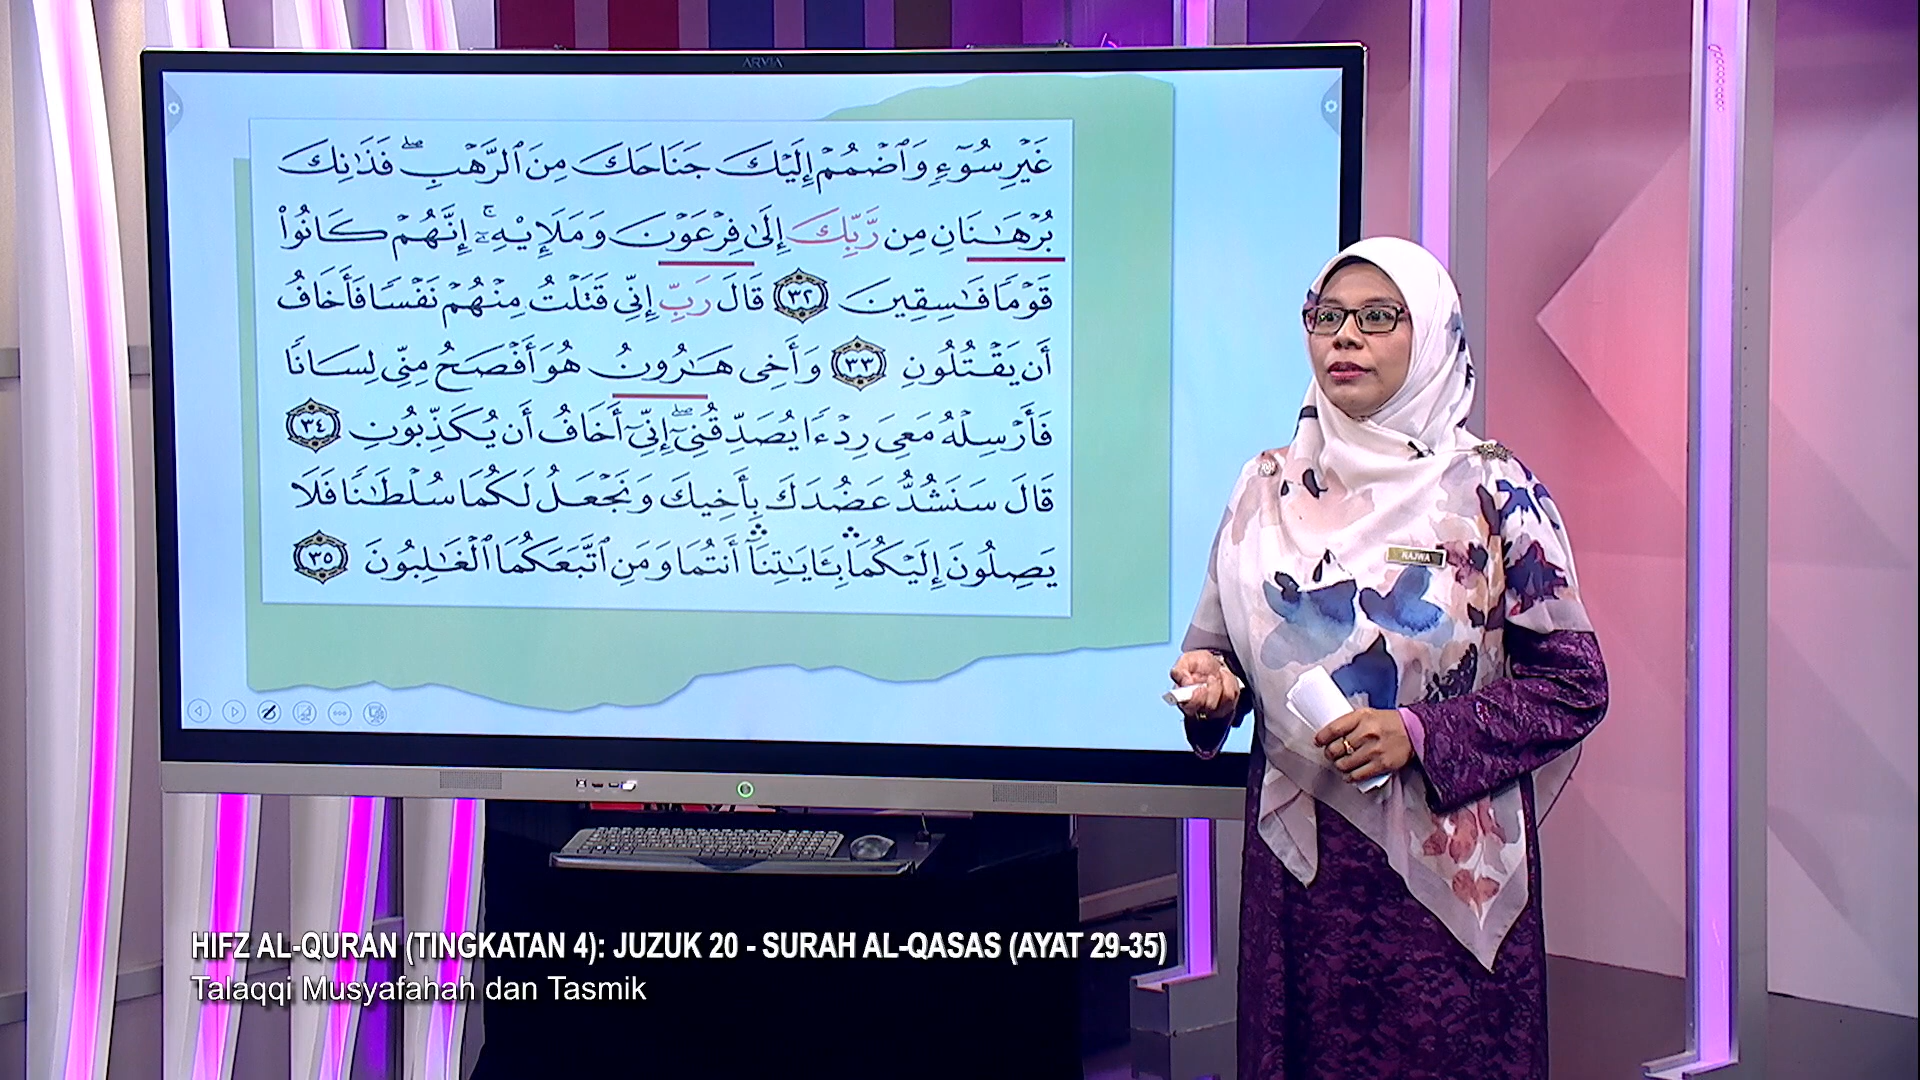 ARVIA
غَيْرِ سُوٓءٍ وَٱضْمُمْ إِلَيْكَ جَنَاحَكَ مِنَ ٱلرَّهْبِ ۖ فَذَٰنِكَ
بُرْهَـٰنَانِ مِن رَّبِّكَ إِلَىٰ فِرْعَوْنَ وَمَلَإِيْهِۦٓ ۚ إِنَّهُمْ كَانُوا۟
قَوْمًا فَـٰسِقِينَ ٣٢ قَالَ رَبِّ إِنِّى قَتَلْتُ مِنْهُمْ نَفْسًا فَأَخَافُ
أَن يَقْتُلُونِ ٣٣ وَأَخِى هَـٰرُونُ هُوَ أَفْصَحُ مِنِّى لِسَانًا
فَأَرْسِلْهُ مَعِىَ رِدْءًا يُصَدِّقُنِىٓ ۖ إِنِّىٓ أَخَافُ أَن يُكَذِّبُونِ ٣٤
قَالَ سَنَشُدُّ عَضُدَكَ بِأَخِيكَ وَنَجْعَلُ لَكُمَا سُلْطَـٰنًا فَلَا
يَصِلُونَ إِلَيْكُمَا ۛ بِـَٔايَـٰتِنَآ ۛ أَنتُمَا وَمَنِ ٱتَّبَعَكُمَا ٱلْغَـٰلِبُونَ ٣٥
NAJWA
HIFZ AL-QURAN (TINGKATAN 4): JUZUK 20 - SURAH AL-QASAS (AYAT 29-35)
Talaqqi Musyafahah dan Tasmik